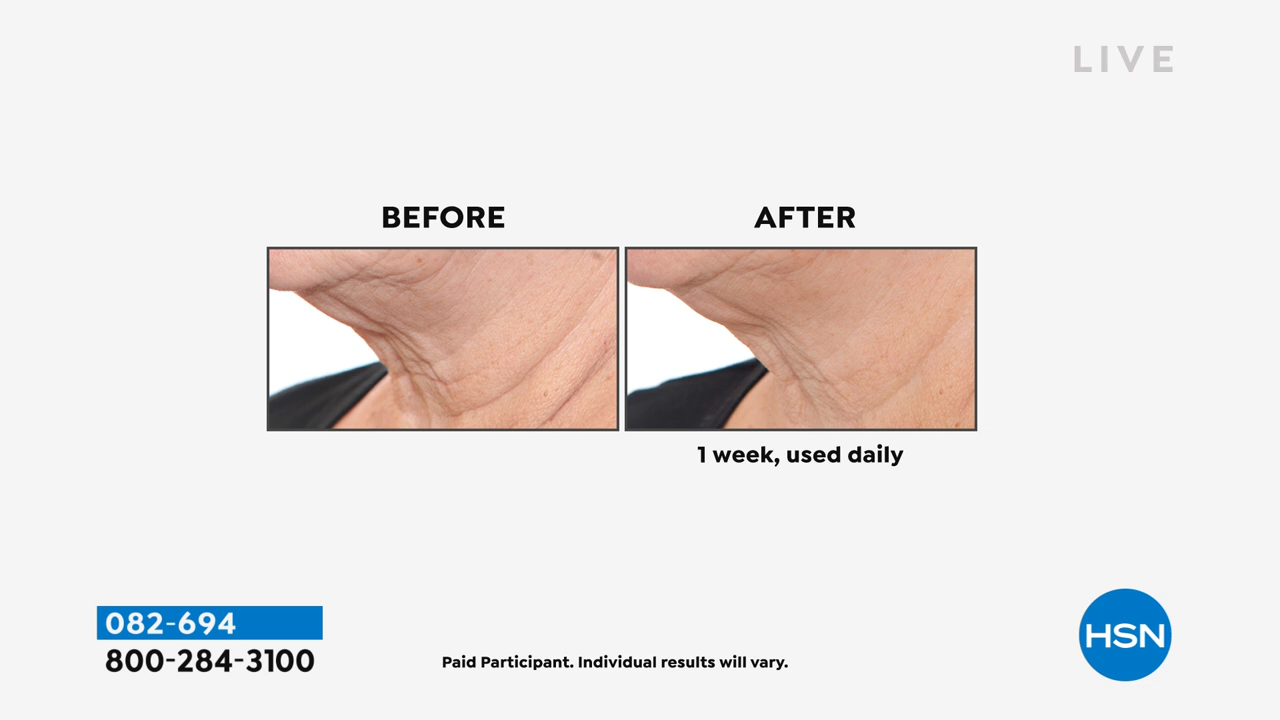 LIVE
BEFORE
AFTER
1 week, used daily
082-694
800-284-3100
Paid Participant. Individual results will vary.
HSN